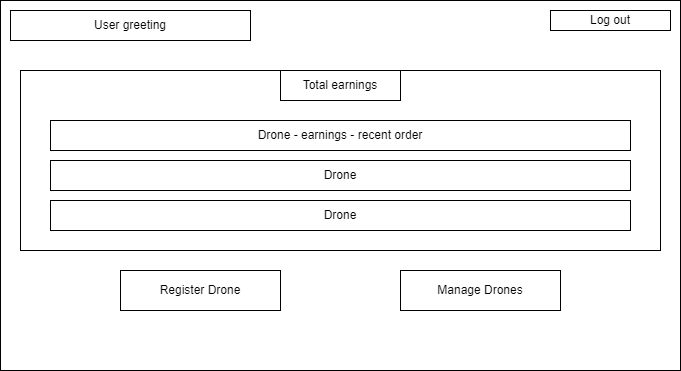 User greeting
Log out
Total earnings
Drone - earnings - recent order
Drone
Drone
Register Drone
Manage Drones